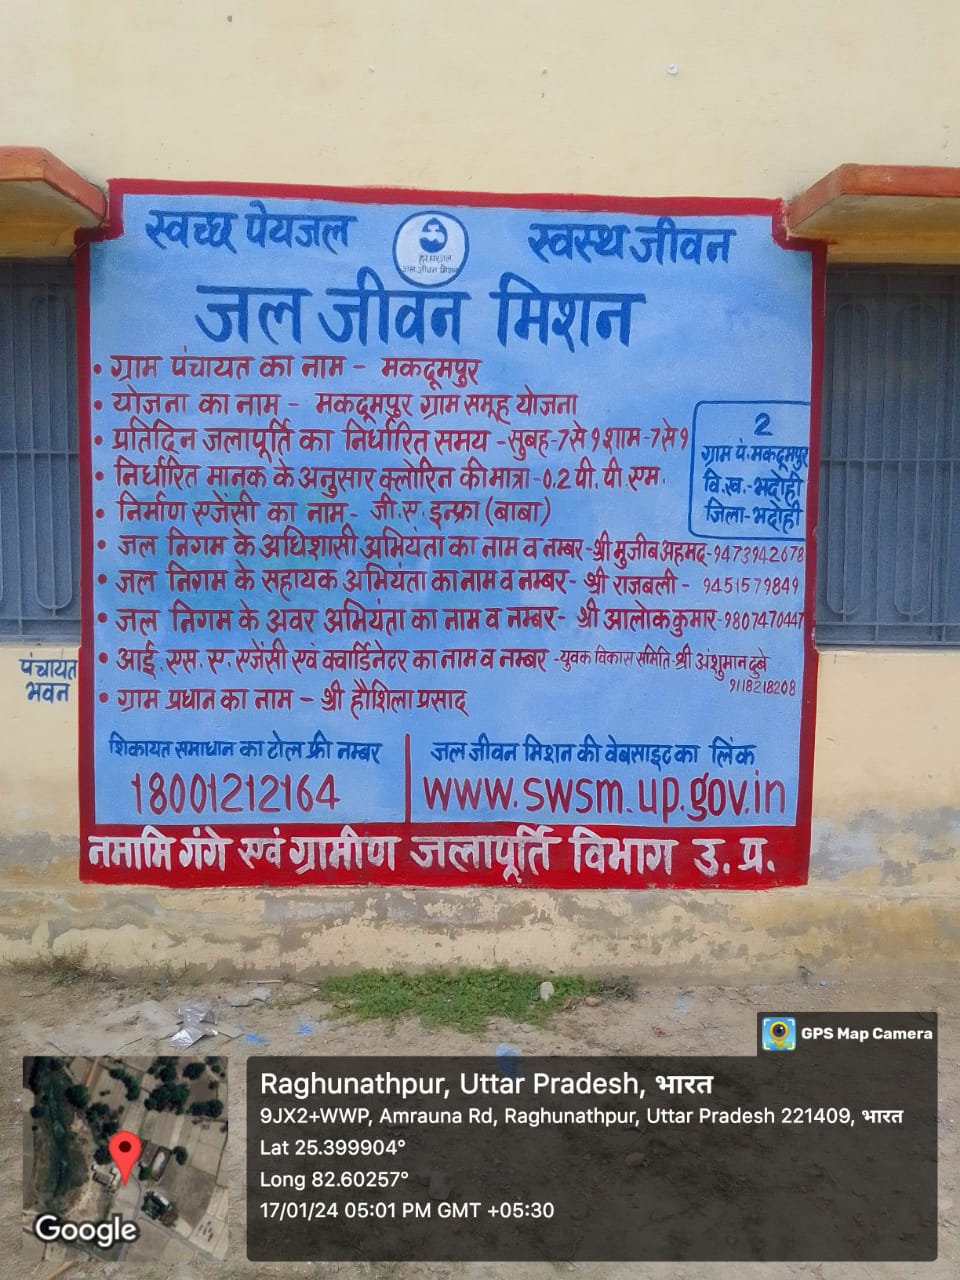 स्वच्छ पेयजल
स्वस्थ जीवन
हर घर जल
जल जीवन मिशन
जल जीवन मिशन
• ग्राम पंचायत का नाम - मकदूमपुर
• योजना का नाम - मकदूमपुर ग्राम समूह योजना
• प्रतिदिन जलापूर्ति का निर्धारित समय - सुबह-7 से 9 शाम-7 से 9
• निर्धारित मानक के अनुसार क्लोरिन की मात्रा-0.2 पी. पी. एम.
• निर्माण एजेंसी का नाम- जी.ए. इन्फ्रा (बाबा)
• जल निगम के अधिशासी अभियंता का नाम व नम्बर-श्री मुजीब अहमद-9473942678
• जल निगम के सहायक अभियंता का नाम व नम्बर- श्री राजबली - 9451579849
• जल निगम के अवर अभियंता का नाम व नम्बर- श्री आलोक कुमार-9807470447
• आई.एस.ए. एजेंसी एवं क्वार्डिनेटर का नाम व नम्बर -युवक विकास समिति-श्री अंशुमान दुबे
9118218208
• ग्राम प्रधान का नाम - श्री हौशिला प्रसाद
2
ग्राम पं. मकदूमपुर
वि.ख.-भदोही
जिला-भदोही
पंचायत
भवन
शिकायत समाधान का टोल फ्री नम्बर
18001212164
जल जीवन मिशन की वेबसाइट का लिंक
www.swsm.up.gov.in
नमामि गंगे एवं ग्रामीण जलापूर्ति विभाग उ.प्र.
GPS Map Camera
Raghunathpur, Uttar Pradesh, भारत
9JX2+WWP, Amrauna Rd, Raghunathpur, Uttar Pradesh 221409, भारत
Lat 25.399904°
Long 82.60257°
17/01/24 05:01 PM GMT +05:30
Google